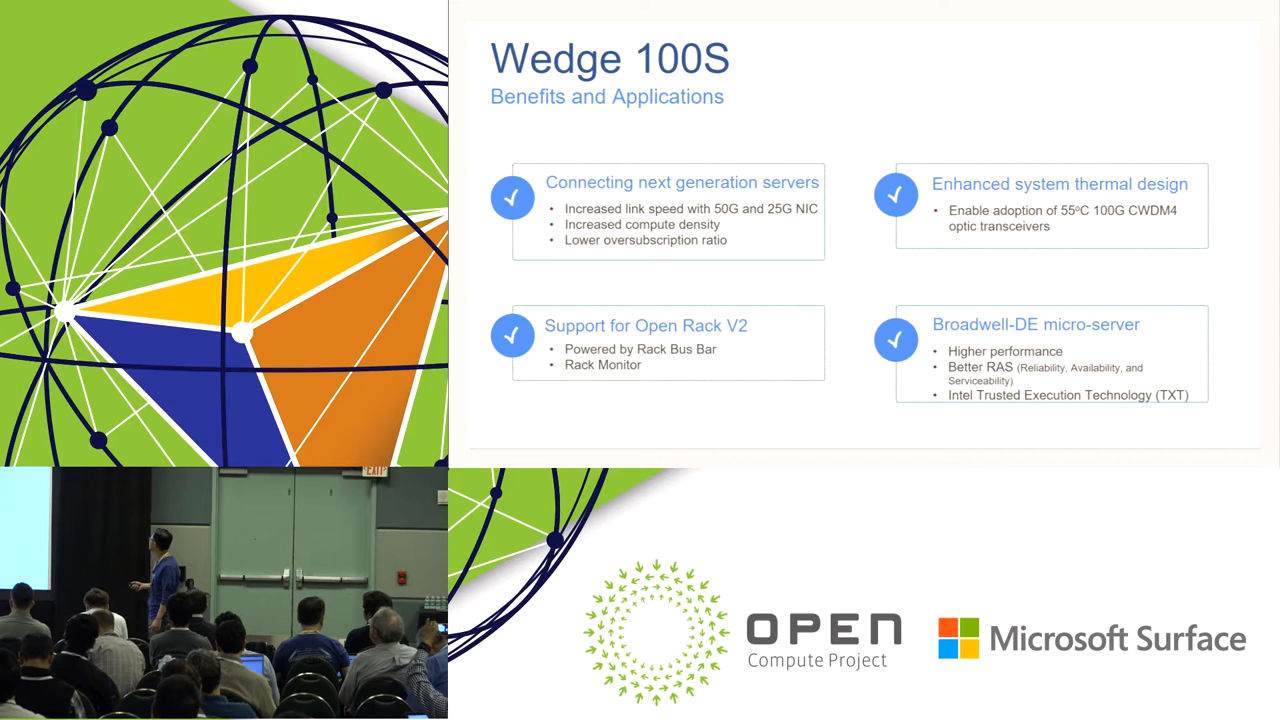 Wedge 100S
Benefits and Applications
Connecting next generation servers
• Increased link speed with 50G and 25G NIC
• Increased compute density
• Lower oversubscription ratio
Enhanced system thermal design
• Enable adoption of 55ºC 100G CWDM4
optic transceivers
Support for Open Rack V2
• Powered by Rack Bus Bar
• Rack Monitor
Broadwell-DE micro-server
• Higher performance
• Better RAS (Reliability, Availability, and
Serviceability)
• Intel Trusted Execution Technology (TXT)
EXIT
OPEN
Compute Project
Microsoft Surface